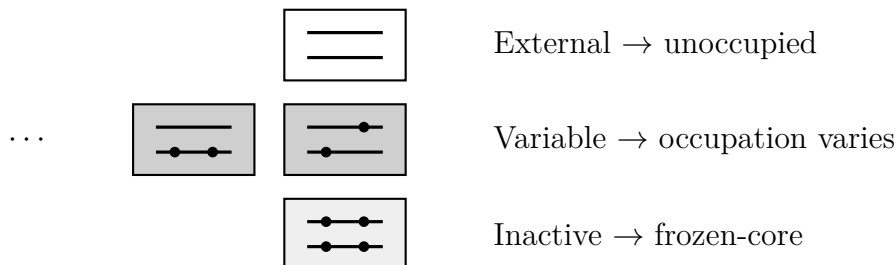 External → unoccupied
... Variable → occupation varies
Inactive → frozen-core